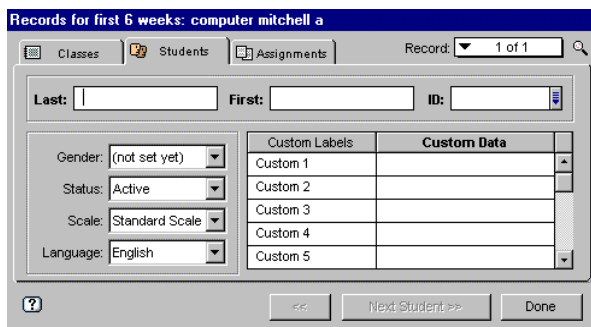 Records for first 6 weeks: computer mitchell a
Classes Students Assignments Record: 1 of 1
Last: First: ID:
Custom Labels Custom Data
Gender: (not set yet) Custom 1
Status: Active Custom 2
Scale: Standard Scale Custom 3
Custom 4
Language: English Custom 5
? << Next Student >> Done